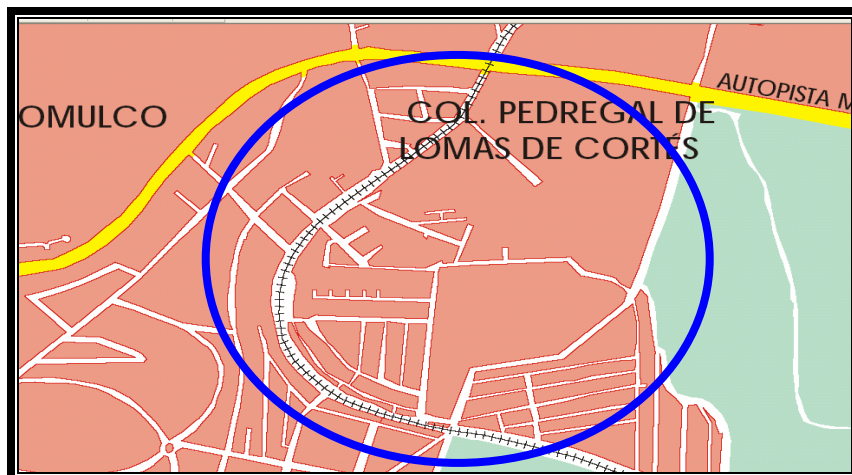 AUTOPISTA M
OMULCO
COL. PEDREGAL DE
LOMAS DE CORTÉS